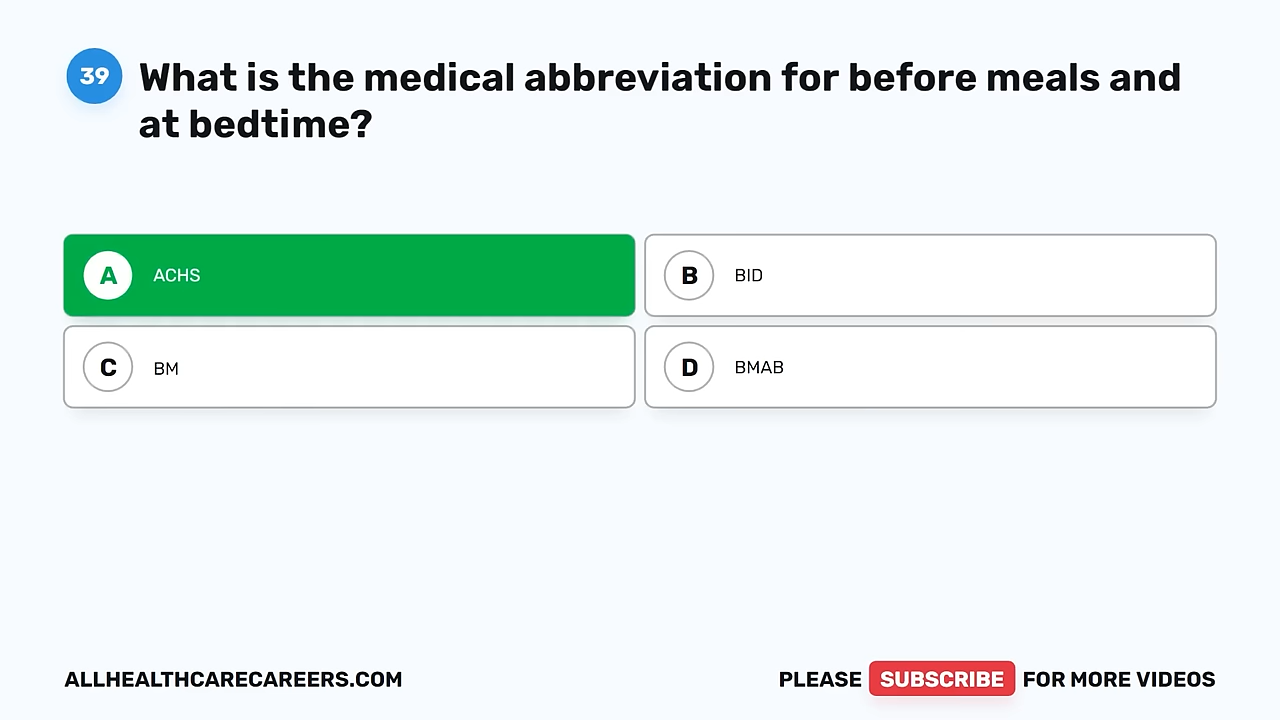 39 What is the medical abbreviation for before meals and
at bedtime?
A ACHS
B BID
C BM
D BMAB
ALLHEALTHCARECAREERS.COM
PLEASE SUBSCRIBE FOR MORE VIDEOS